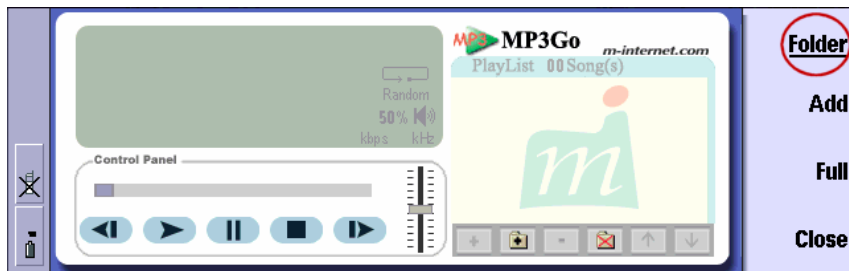 Random
50%
kbps kHz
Control Panel
MP3 MP3Go
m-internet.com
PlayList 00 Song(s)
m
Folder
Add
Full
Close